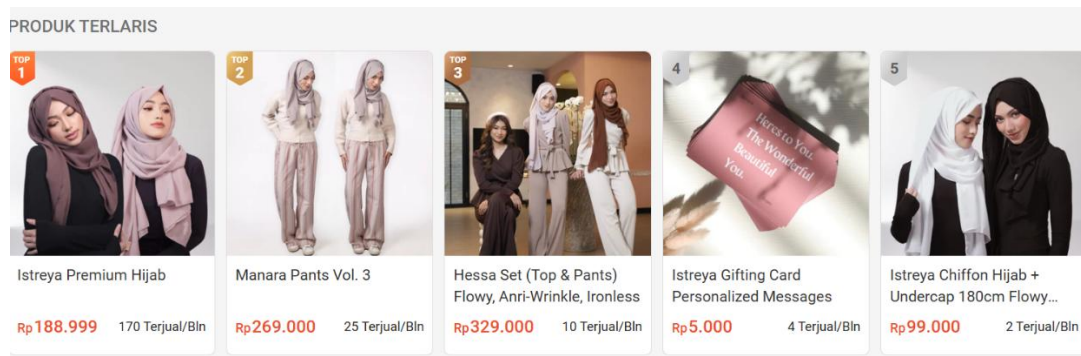 PRODUK TERLARIS
TOP
1
TOP
2
TOP
3
4
5
Heres to You.
The Wonderful
Beautiful
You.
Istreya Premium Hijab
Rp188.999 170 Terjual/Bln
Manara Pants Vol. 3
Rp269.000 25 Terjual/Bln
Hessa Set (Top & Pants)
Flowy, Anri-Wrinkle, Ironless
Rp329.000 10 Terjual/Bln
Istreya Gifting Card
Personalized Messages
Rp5.000 4 Terjual/Bln
Istreya Chiffon Hijab +
Undercap 180cm Flowy...
Rp99.000 2 Terjual/Bln